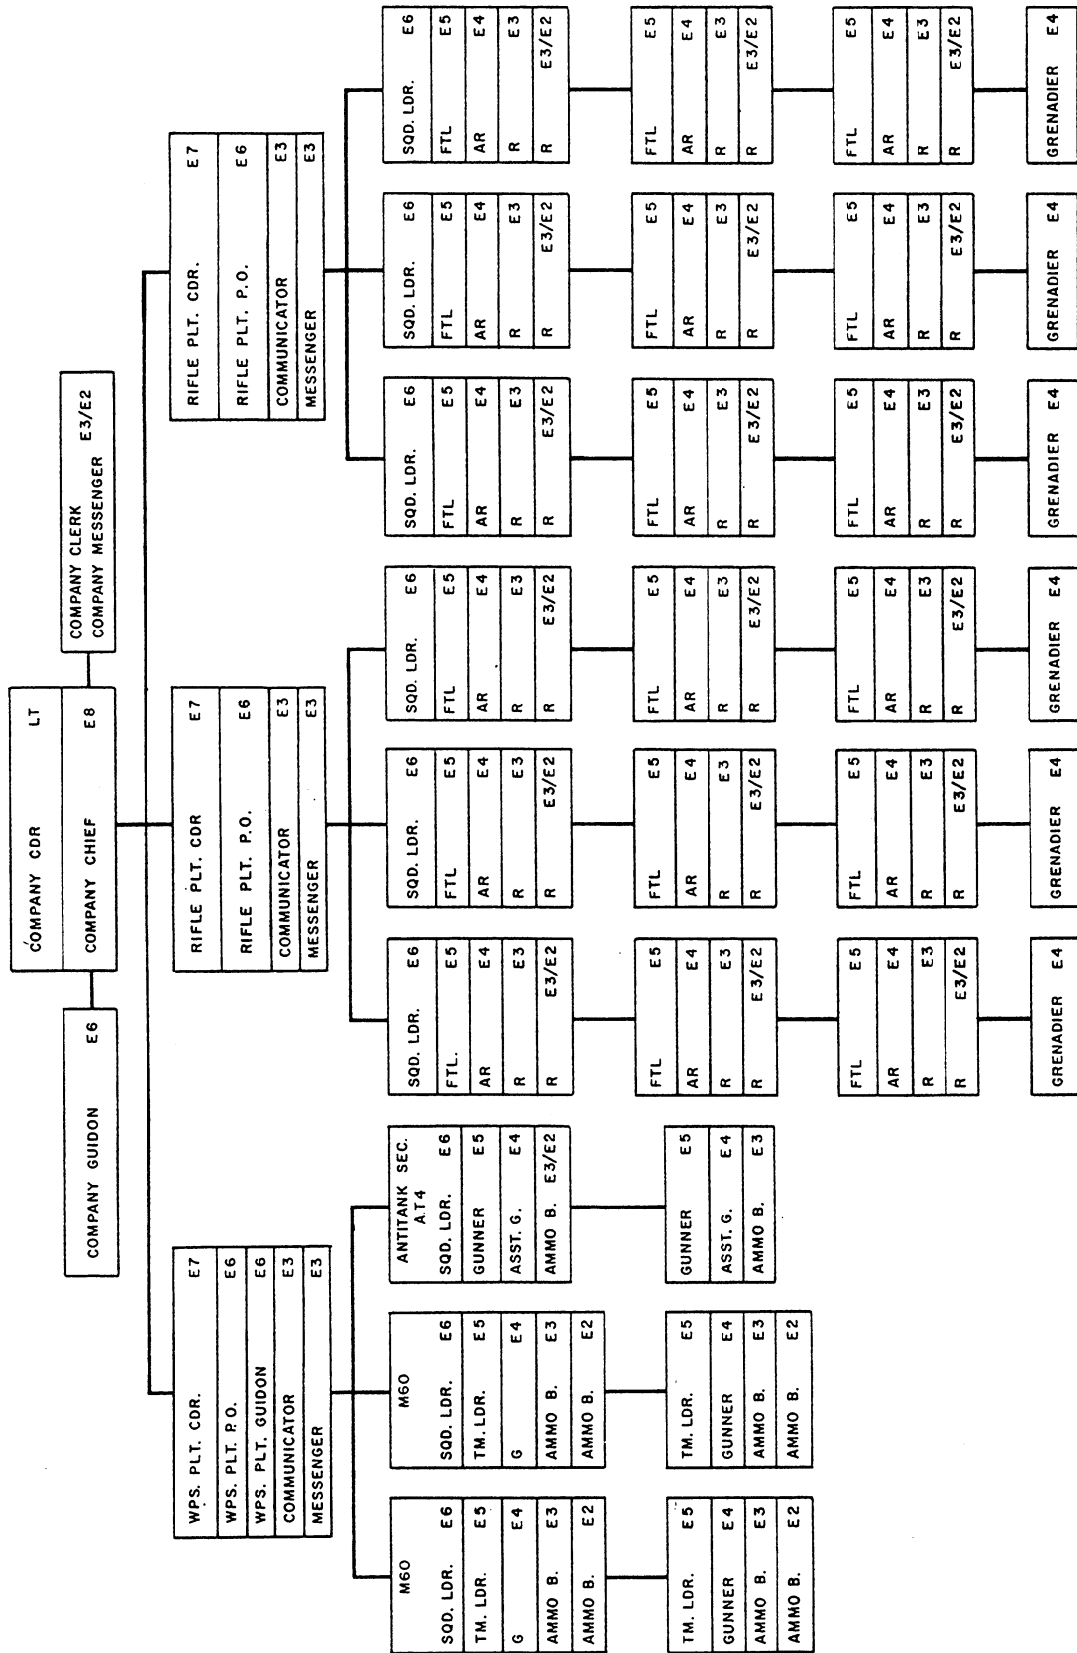 COMPANY CDR LT
COMPANY CHIEF E8
COMPANY GUIDON E6
COMPANY CLERK
COMPANY MESSENGER E3/E2
WPS. PLT. CDR. E7
WPS. PLT. P.O. E6
WPS. PLT. GUIDON E6
COMMUNICATOR E3
MESSENGER E3
RIFLE PLT. CDR E7
RIFLE PLT. P.O. E6
COMMUNICATOR E3
MESSENGER E3
RIFLE PLT. CDR. E7
RIFLE PLT. P.O. E6
COMMUNICATOR E3
MESSENGER E3
M60
SQD. LDR. E6
TM. LDR. E5
G E4
AMMO B. E3
AMMO B. E2
TM. LDR. E5
GUNNER E4
AMMO B. E3
AMMO B. E2
M60
SQD. LDR. E6
TM. LDR. E5
G E4
AMMO B. E3
AMMO B. E2
TM. LDR. E5
GUNNER E4
AMMO B. E3
AMMO B. E2
ANTITANK SEC.
A.T4
SQD. LDR. E6
GUNNER E5
ASST. G. E4
AMMO B. E3/E2
GUNNER E5
ASST. G. E4
AMMO B. E3
SQD. LDR. E6
FTL. E5
AR E4
R E3
R E3/E2
FTL E5
AR E4
R E3
R E3/E2
FTL E5
AR E4
R E3
R E3/E2
GRENADIER E4
SQD. LDR. E6
FTL E5
AR E4
R E3
R E3/E2
FTL E5
AR E4
R E3
R E3/E2
FTL E5
AR E4
R E3
R E3/E2
GRENADIER E4
SQD. LDR. E6
FTL E5
AR E4
R E3
R E3/E2
FTL E5
AR E4
R E3
R E3/E2
FTL E5
AR E4
R E3
R E3/E2
GRENADIER E4
SQD. LDR. E6
FTL E5
AR E4
R E3
R E3/E2
FTL E5
AR E4
R E3
R E3/E2
FTL E5
AR E4
R E3
R E3/E2
GRENADIER E4
SQD. LDR. E6
FTL E5
AR E4
R E3
R E3/E2
FTL E5
AR E4
R E3
R E3/E2
FTL E5
AR E4
R E3
R E3/E2
GRENADIER E4
SQD. LDR. E6
FTL E5
AR E4
R E3
R E3/E2
FTL E5
AR E4
R E3
R E3/E2
FTL E5
AR E4
R E3
R E3/E2
GRENADIER E4